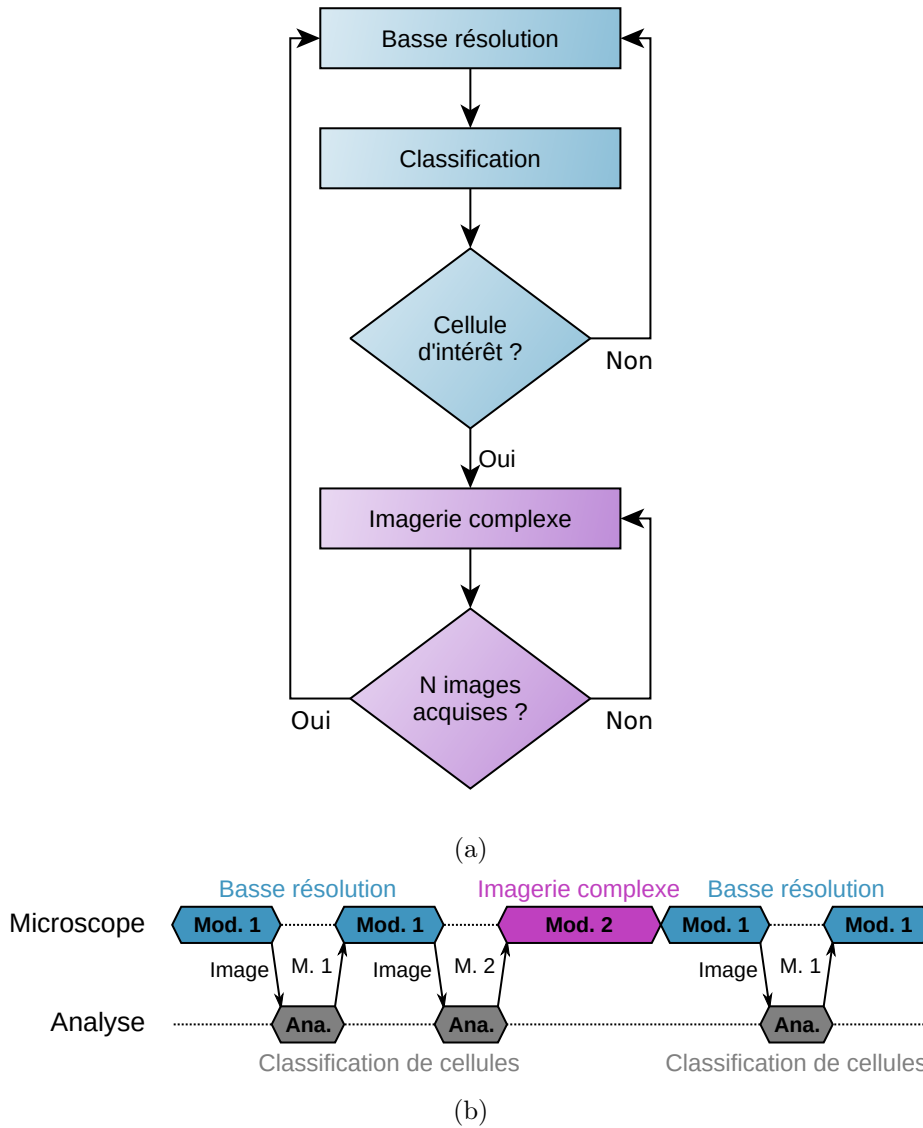 Basse résolution
Classification
Cellule
d'intérêt ?
Non
Oui
Imagerie complexe
N images
acquises ?
Oui
Non
(a)
Basse résolution
Imagerie complexe
Basse résolution
Microscope
Mod. 1
Mod. 1
Mod. 2
Mod. 1
Mod. 1
Image
M. 1
Image
M. 2
Image
M. 1
Analyse
Ana.
Ana.
Ana.
Classification de cellules
Classification de cellules
(b)